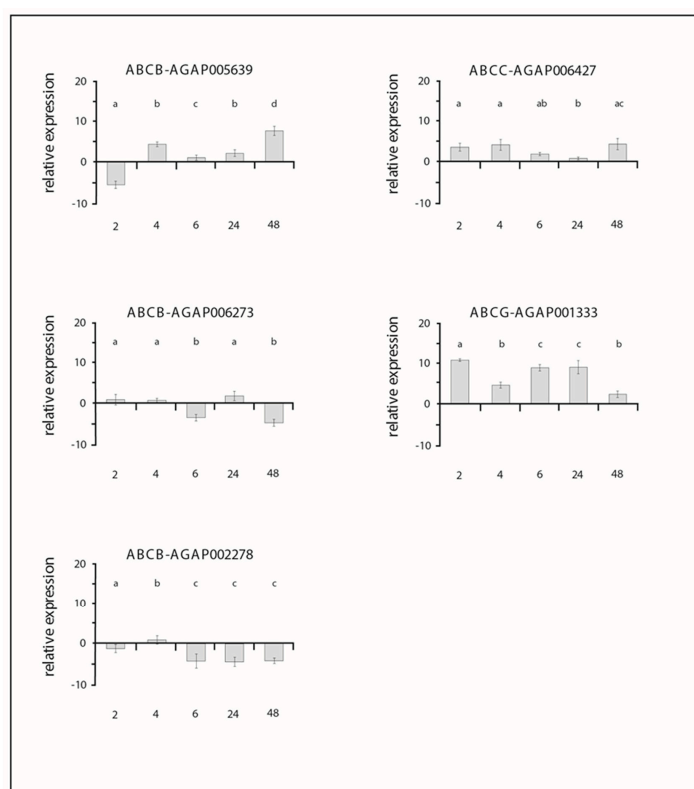 ABCB-AGAP005639
relative expression
20
10
0
-10
a b c b d
2 4 6 24 48
ABCC-AGAP006427
relative expression
20
10
0
-10
a a ab b ac
2 4 6 24 48
ABCB-AGAP006273
relative expression
20
10
0
-10
a a b a b
2 4 6 24 48
ABCG-AGAP001333
relative expression
20
10
0
-10
a b c c b
2 4 6 24 48
ABCB-AGAP002278
relative expression
20
10
0
-10
a b c c c
2 4 6 24 48